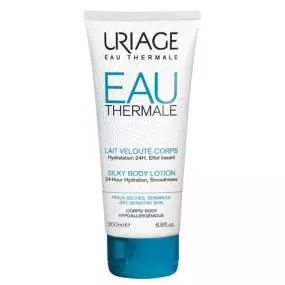 URIAGE
EAU THERMALE
EAU
THERMALE
LAIT VELOUTÉ CORPS
Hydratation 24H, Effet lissant
SILKY BODY LOTION
24-Hour Hydration, Smoothness
PEAUX SÈCHES, SENSIBLES
DRY, SENSITIVE SKIN
CORPS/BODY
HYPOALLERGÉNIQUE
200ml e 6.8fl.oz.